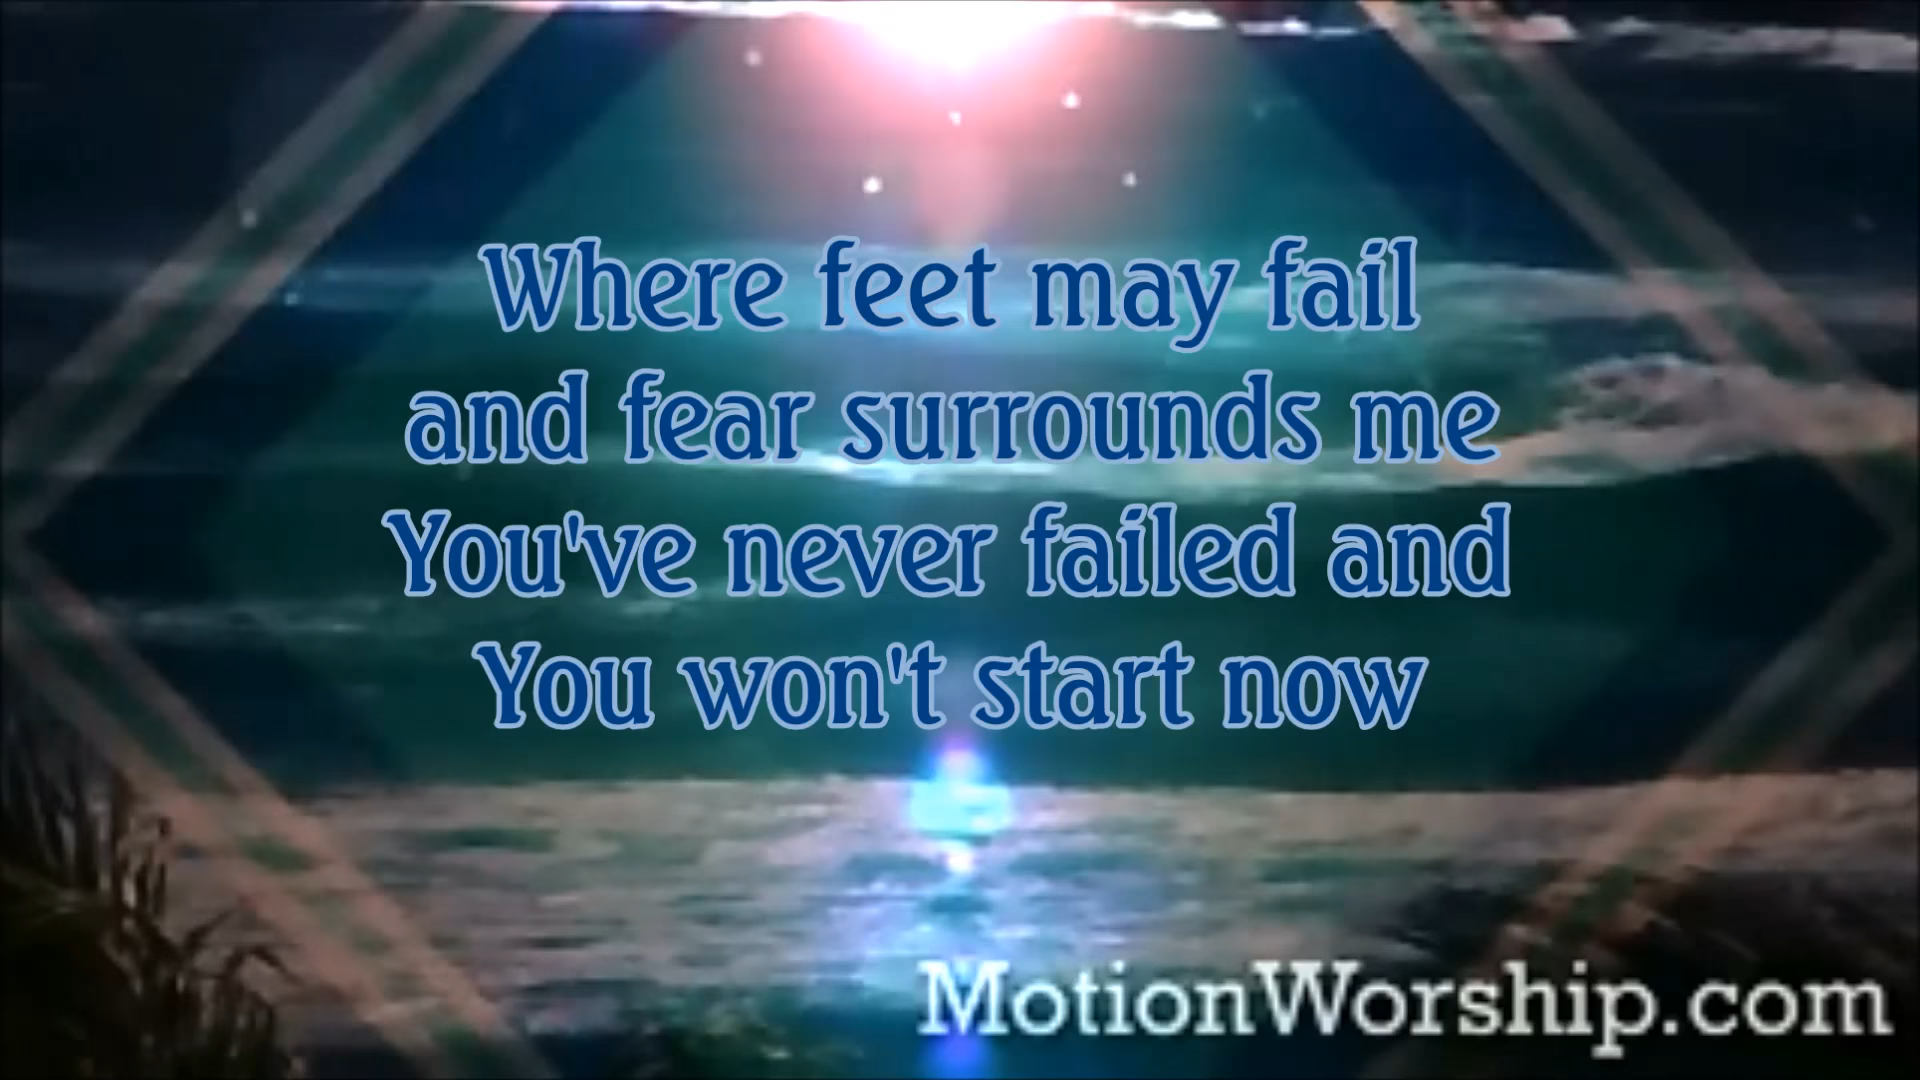 Where feet may fail
and fear surrounds me
You've never failed and
You won't start now
MotionWorship.com